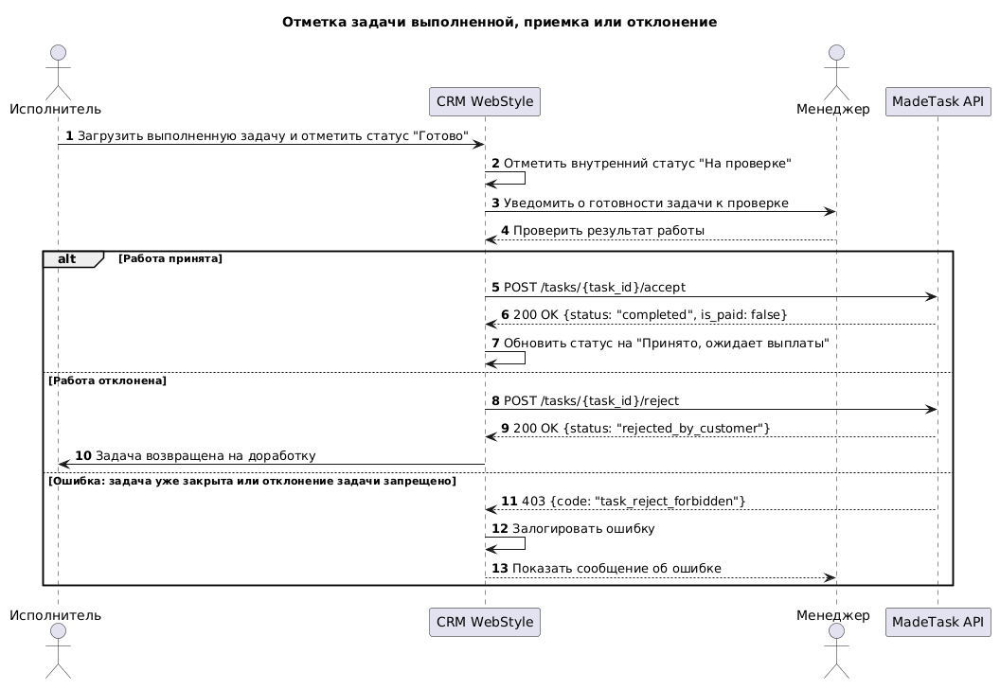 Отметка задачи выполненной, приемка или отклонение
Исполнитель
CRM WebStyle
Менеджер
MadeTask API
1 Загрузить выполненную задачу и отметить статус "Готово"
2 Отметить внутренний статус "На проверке"
3 Уведомить о готовности задачи к проверке
4 Проверить результат работы
alt [Работа принята]
5 POST /tasks/{task_id}/accept
6 200 OK {status: "completed", is_paid: false}
7 Обновить статус на "Принято, ожидает выплаты"
[Работа отклонена]
8 POST /tasks/{task_id}/reject
9 200 OK {status: "rejected_by_customer"}
10 Задача возвращена на доработку
[Ошибка: задача уже закрыта или отклонение задачи запрещено]
11 403 {code: "task_reject_forbidden"}
12 Залогировать ошибку
13 Показать сообщение об ошибке
Исполнитель
CRM WebStyle
Менеджер
MadeTask API